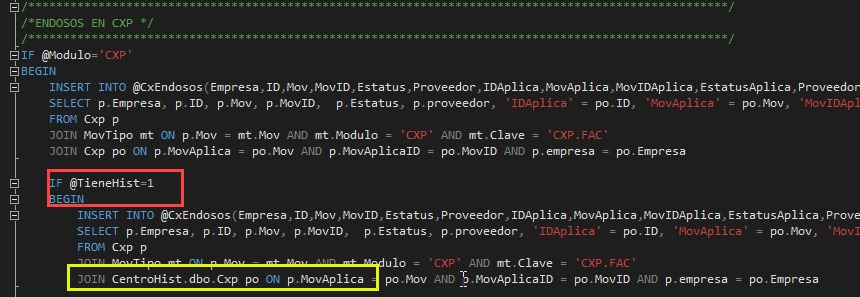 /****************************************************************************************************/
/*ENDOSOS EN CXP */
/****************************************************************************************************/
IF @Modulo='CXP'
BEGIN
INSERT INTO @CxEndosos(Empresa,ID,Mov,MovID,Estatus,Proveedor,IDAplica,MovAplica,MovIDAplica,EstatusAplica,Proveedor
SELECT p.Empresa, p.ID, p.Mov, p.MovID,  p.Estatus, p.proveedor, 'IDAplica' = po.ID, 'MovAplica' = po.Mov, 'MovIDApl
FROM Cxp p
JOIN MovTipo mt ON p.Mov = mt.Mov AND mt.Modulo = 'CXP' AND mt.Clave = 'CXP.FAC'
JOIN Cxp po ON p.MovAplica = po.Mov AND p.MovAplicaID = po.MovID AND p.empresa = po.Empresa
IF @TieneHist=1
BEGIN
INSERT INTO @CxEndosos(Empresa,ID,Mov,MovID,Estatus,Proveedor,IDAplica,MovAplica,MovIDAplica,EstatusAplica,Prove
SELECT p.Empresa, p.ID, p.Mov, p.MovID,  p.Estatus, p.proveedor, 'IDAplica' = po.ID, 'MovAplica' = po.Mov, 'MovI
FROM Cxp p
JOIN MovTipo mt ON p.Mov = mt.Mov AND mt.Modulo = 'CXP' AND mt.Clave = 'CXP.FAC'
JOIN CentroHist.dbo.Cxp po ON p.MovAplica = po.Mov AND p.MovAplicaID = po.MovID AND p.empresa = po.Empresa